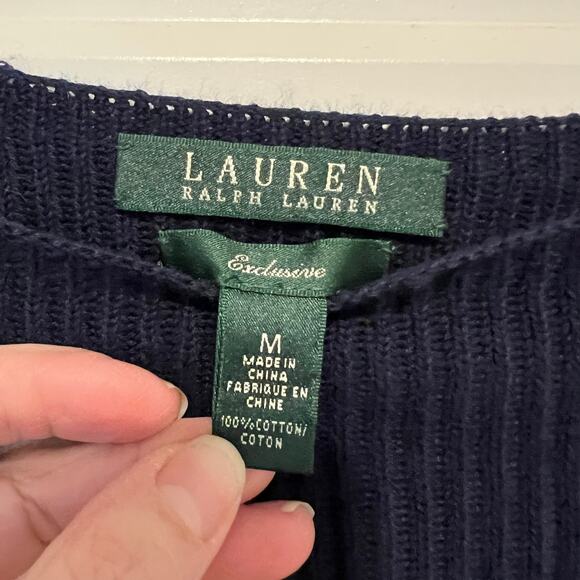 LAUREN
RALPH LAUREN
Exclusive
M
MADE IN
CHINA
FABRIQUE EN
CHINE
100% COTTON/
COTON